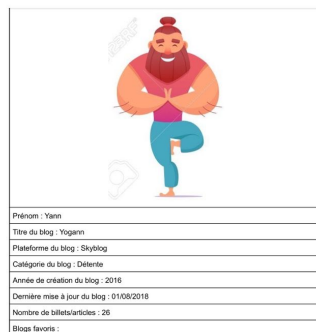 Prénom : Yann
Titre du blog : Yogann
Plateforme du blog : Skyblog
Catégorie du blog : Détente
Année de création du blog : 2016
Dernière mise à jour du blog : 01/08/2018
Nombre de billets/articles : 26
Blogs favoris :